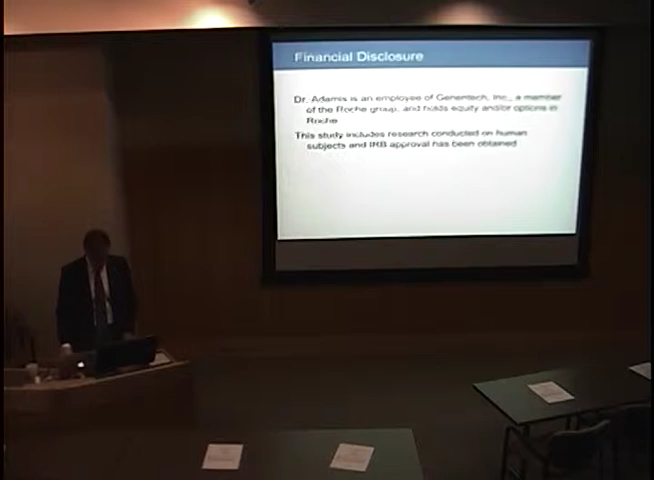 Financial Disclosure
Dr. Adamis is an employee of Genentech, Inc., a member
of the Roche group, and holds equity and/or options in
Roche
This study includes research conducted on human
subjects and IRB approval has been obtained